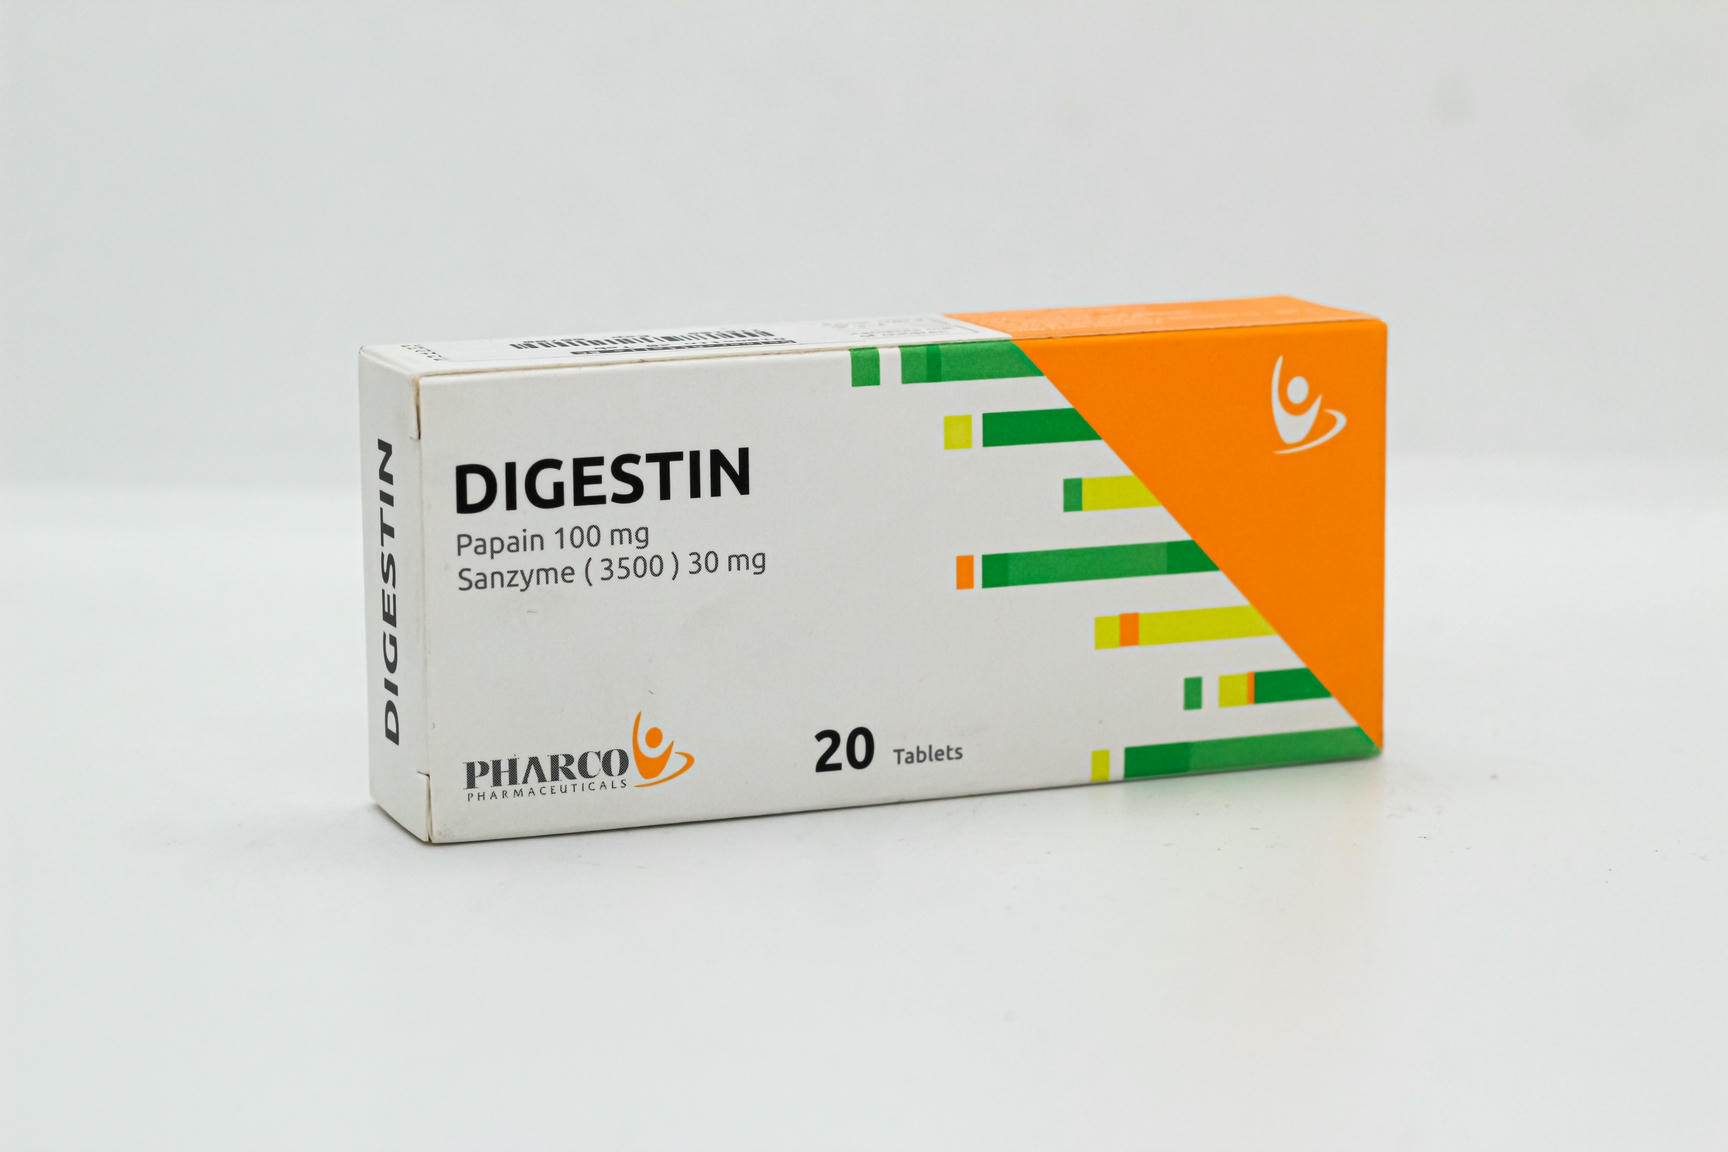 DIGESTIN
DIGESTIN
Papain 100 mg
Sanzyme ( 3500 ) 30 mg
PHARCO
PHARMACEUTICALS
20 Tablets